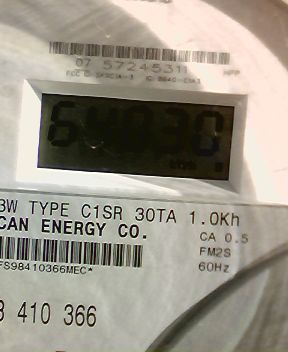 07 57245311
64030
3W TYPE C1SR 30TA 1.0Kh
CAN ENERGY CO.
CA 0.5
FM2S
60Hz
FS98410366MEC*
3 410 366